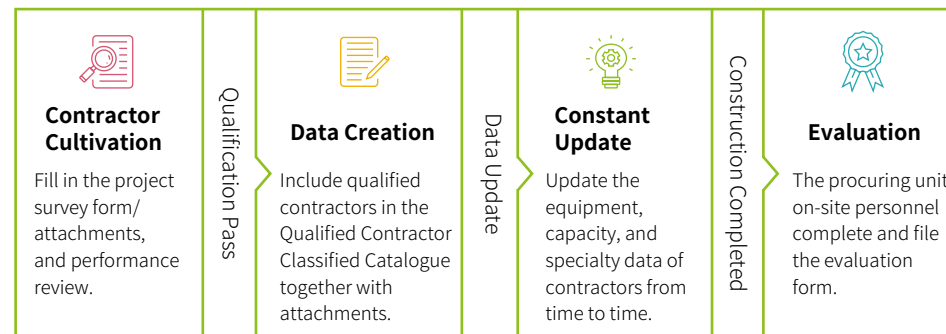 Contractor
Cultivation
Fill in the project
survey form/
attachments,
and performance
review.
Qualification Pass
Data Creation
Include qualified
contractors in the
Qualified Contractor
Classified Catalogue
together with
attachments.
Data Update
Constant
Update
Update the
equipment,
capacity, and
specialty data of
contractors from
time to time.
Construction Completed
Evaluation
The procuring unit
on-site personnel
complete and file
the evaluation
form.